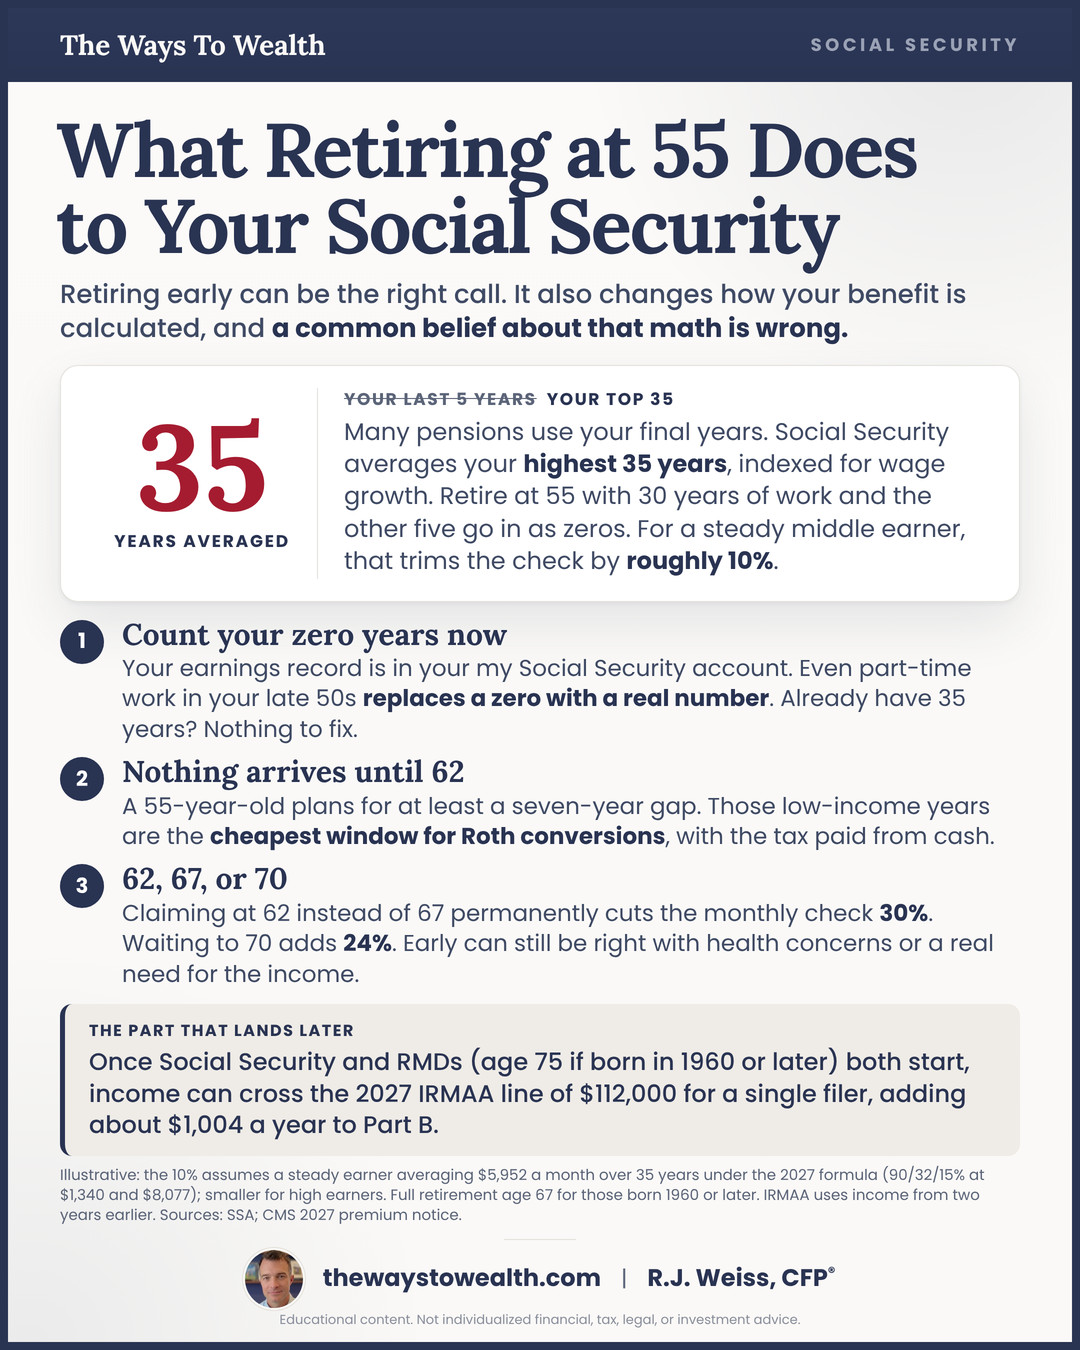 The Ways To Wealth
SOCIAL SECURITY
What Retiring at 55 Does
to Your Social Security
Retiring early can be the right call. It also changes how your benefit is
calculated, and a common belief about that math is wrong.
35
YEARS AVERAGED
YOUR LAST 5 YEARS YOUR TOP 35
Many pensions use your final years. Social Security
averages your highest 35 years, indexed for wage
growth. Retire at 55 with 30 years of work and the
other five go in as zeros. For a steady middle earner,
that trims the check by roughly 10%.
1
Count your zero years now
Your earnings record is in your my Social Security account. Even part-time
work in your late 50s replaces a zero with a real number. Already have 35
years? Nothing to fix.
2
Nothing arrives until 62
A 55-year-old plans for at least a seven-year gap. Those low-income years
are the cheapest window for Roth conversions, with the tax paid from cash.
3
62, 67, or 70
Claiming at 62 instead of 67 permanently cuts the monthly check 30%.
Waiting to 70 adds 24%. Early can still be right with health concerns or a real
need for the income.
THE PART THAT LANDS LATER
Once Social Security and RMDs (age 75 if born in 1960 or later) both start,
income can cross the 2027 IRMAA line of $112,000 for a single filer, adding
about $1,004 a year to Part B.
Illustrative: the 10% assumes a steady earner averaging $5,952 a month over 35 years under the 2027 formula (90/32/15% at
$1,340 and $8,077); smaller for high earners. Full retirement age 67 for those born 1960 or later. IRMAA uses income from two
years earlier. Sources: SSA; CMS 2027 premium notice.
thewaystowealth.com | R.J. Weiss, CFP®
Educational content. Not individualized financial, tax, legal, or investment advice.